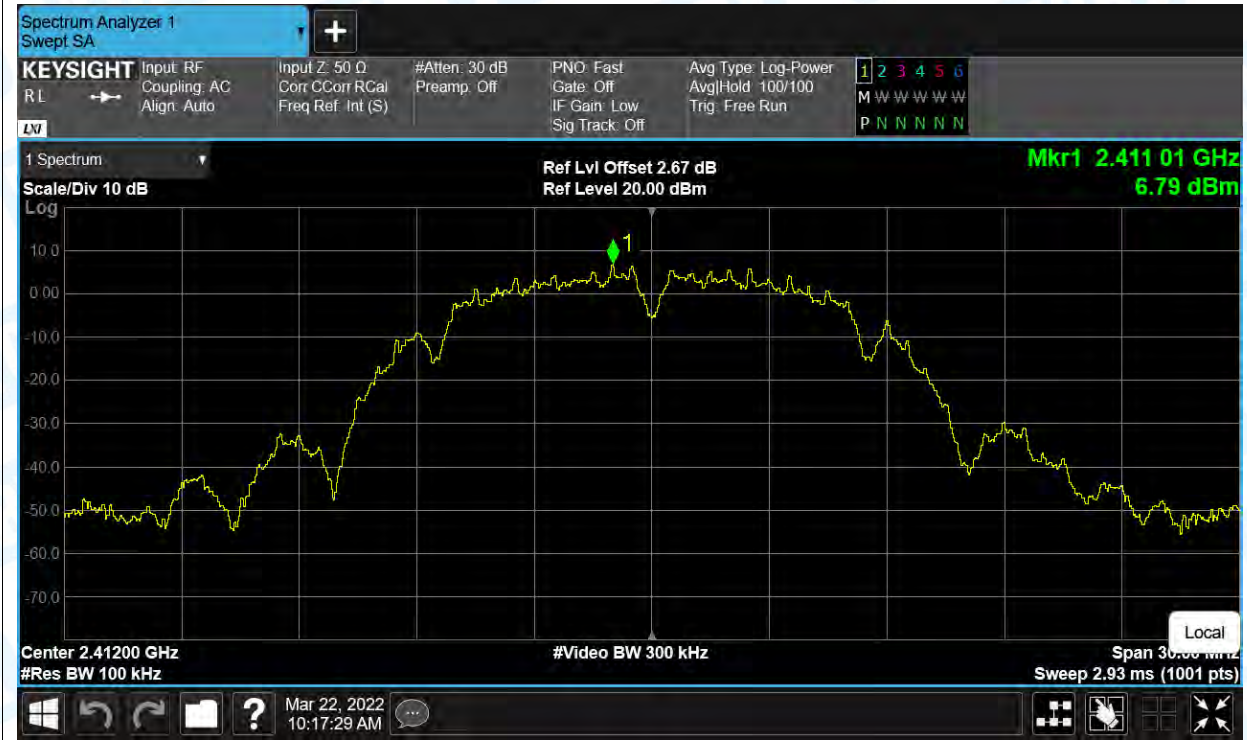 Spectrum Analyzer 1
Swept SA
+
KEYSIGHT
R L
LXI
Input: RF
Coupling: AC
Align: Auto
Input Z: 50 Ω
Corr CCorr RCal
Freq Ref: Int (S)
#Atten: 30 dB
Preamp: Off
PNO: Fast
Gate: Off
IF Gain: Low
Sig Track: Off
Avg Type: Log-Power
Avg|Hold: 100/100
Trig: Free Run
1 2 3 4 5 6
M W W W W W W
P N N N N N N
1 Spectrum
Scale/Div 10 dB
Ref Lvl Offset 2.67 dB
Ref Level 20.00 dBm
Mkr1 2.411 01 GHz
6.79 dBm
Log
1
10.0
0.00
-10.0
-20.0
-30.0
-40.0
-50.0
-60.0
-70.0
Local
Center 2.41200 GHz
#Video BW 300 kHz
Span 30.00 MHz
#Res BW 100 kHz
Sweep 2.93 ms (1001 pts)
?
Mar 22, 2022
10:17:29 AM